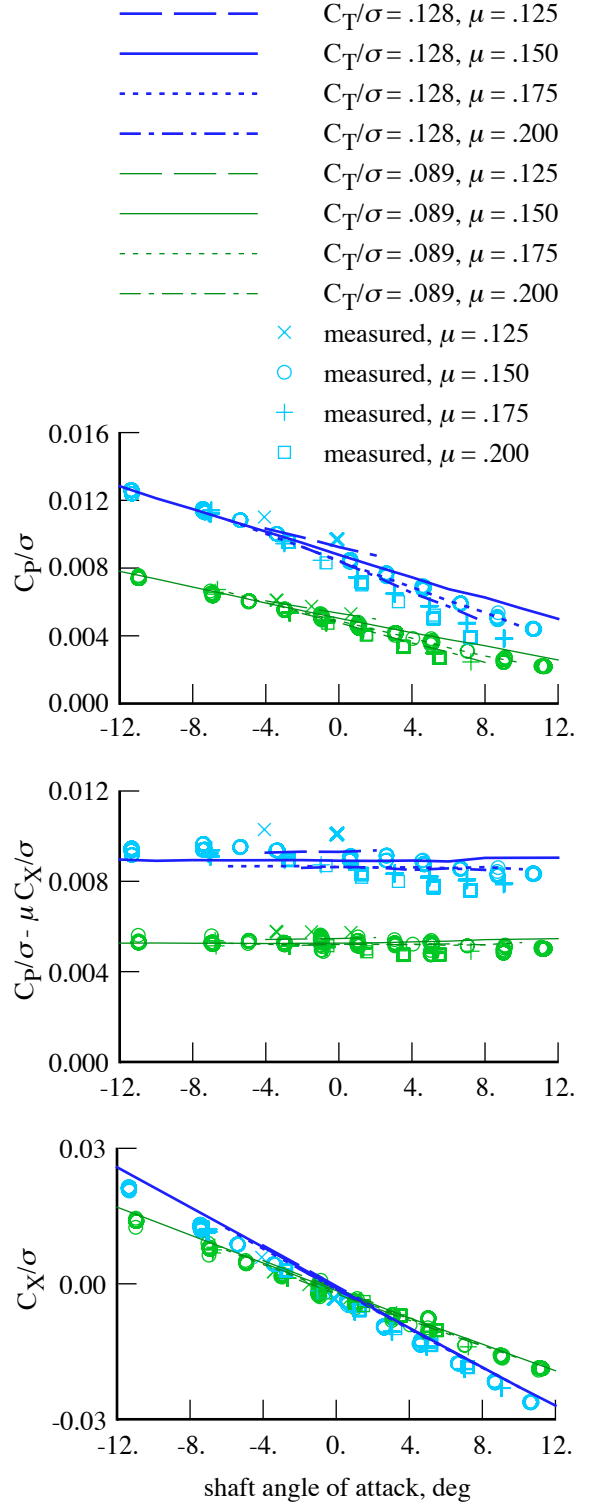 C_T/σ = .128, μ = .125
C_T/σ = .128, μ = .150
C_T/σ = .128, μ = .175
C_T/σ = .128, μ = .200
C_T/σ = .089, μ = .125
C_T/σ = .089, μ = .150
C_T/σ = .089, μ = .175
C_T/σ = .089, μ = .200
measured, μ = .125
measured, μ = .150
measured, μ = .175
measured, μ = .200
0.016
0.012
0.008
0.004
0.000
C_P/σ
-12. -8. -4. 0. 4. 8. 12.
0.012
0.008
0.004
0.000
C_P/σ - μ C_X/σ
-12. -8. -4. 0. 4. 8. 12.
0.03
0.00
-0.03
C_X/σ
-12. -8. -4. 0. 4. 8. 12.
shaft angle of attack, deg